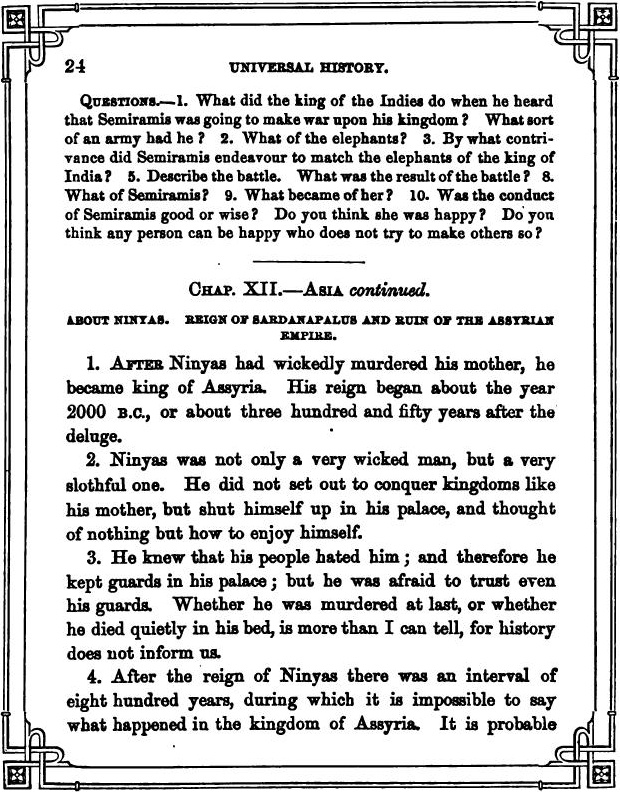 24 UNIVERSAL HISTORY.
QUESTIONS.—1. What did the king of the Indies do when he heard
that Semiramis was going to make war upon his kingdom? What sort
of an army had he? 2. What of the elephants? 3. By what contri-
vance did Semiramis endeavour to match the elephants of the king of
India? 5. Describe the battle. What was the result of the battle? 8.
What of Semiramis? 9. What became of her? 10. Was the conduct
of Semiramis good or wise? Do you think she was happy? Do you
think any person can be happy who does not try to make others so?
CHAP. XII.—ASIA continued.
ABOUT NINYAS. REIGN OF SARDANAPALUS AND RUIN OF THE ASSYRIAN
EMPIRE.
1. AFTER Ninyas had wickedly murdered his mother, he
became king of Assyria. His reign began about the year
2000 B.C., or about three hundred and fifty years after the
deluge.
2. Ninyas was not only a very wicked man, but a very
slothful one. He did not set out to conquer kingdoms like
his mother, but shut himself up in his palace, and thought
of nothing but how to enjoy himself.
3. He knew that his people hated him; and therefore he
kept guards in his palace; but he was afraid to trust even
his guards. Whether he was murdered at last, or whether
he died quietly in his bed, is more than I can tell, for history
does not inform us.
4. After the reign of Ninyas there was an interval of
eight hundred years, during which it is impossible to say
what happened in the kingdom of Assyria. It is probable